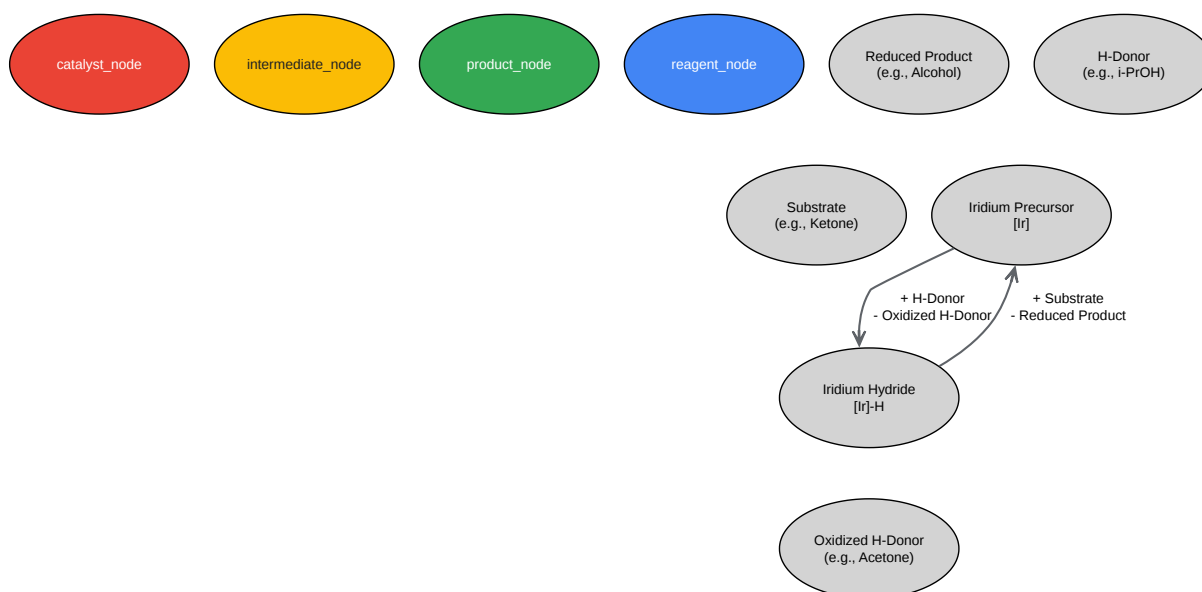 catalyst_node
intermediate_node
product_node
reagent_node
Reduced Product
(e.g., Alcohol)
H-Donor
(e.g., i-PrOH)
Substrate
(e.g., Ketone)
Iridium Precursor
[Ir]
+ H-Donor
- Oxidized H-Donor
+ Substrate
- Reduced Product
Iridium Hydride
[Ir]-H
Oxidized H-Donor
(e.g., Acetone)